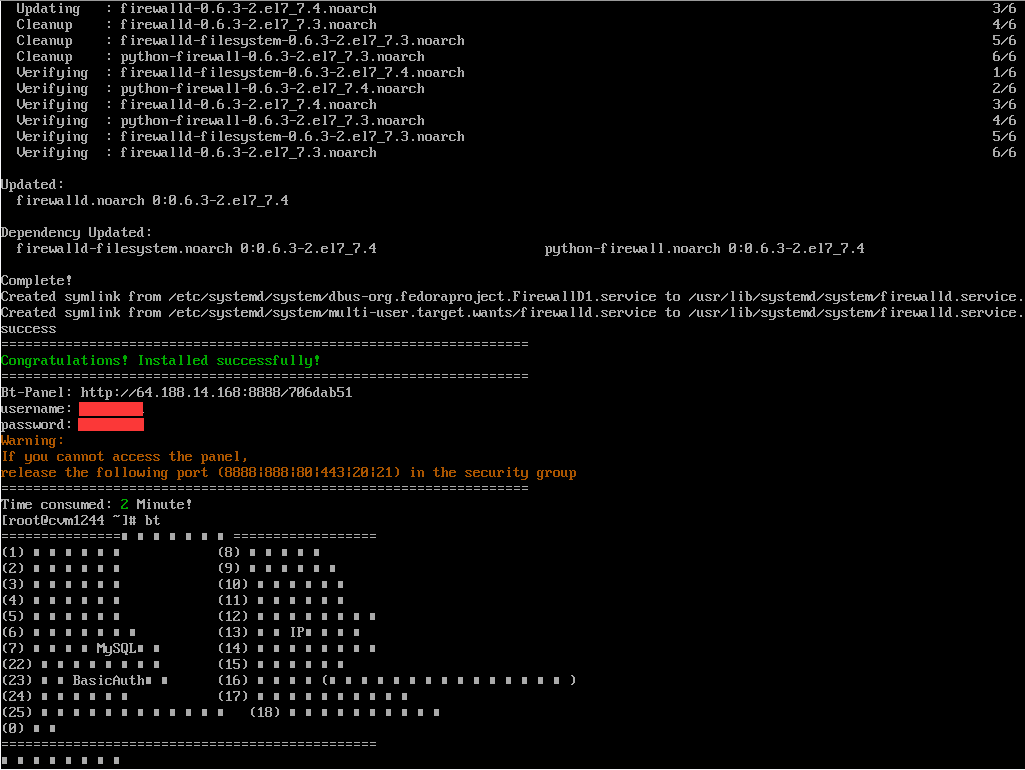 Updating : firewalld-0.6.3-2.el7_7.4.noarch 3/6
Cleanup : firewalld-0.6.3-2.el7_7.3.noarch 4/6
Cleanup : firewalld-filesystem-0.6.3-2.el7_7.3.noarch 5/6
Cleanup : python-firewall-0.6.3-2.el7_7.3.noarch 6/6
Verifying : firewalld-filesystem-0.6.3-2.el7_7.4.noarch 1/6
Verifying : python-firewall-0.6.3-2.el7_7.4.noarch 2/6
Verifying : firewalld-0.6.3-2.el7_7.4.noarch 3/6
Verifying : python-firewall-0.6.3-2.el7_7.3.noarch 4/6
Verifying : firewalld-filesystem-0.6.3-2.el7_7.3.noarch 5/6
Verifying : firewalld-0.6.3-2.el7_7.3.noarch 6/6
Updated:
firewalld.noarch 0:0.6.3-2.el7_7.4
Dependency Updated:
firewalld-filesystem.noarch 0:0.6.3-2.el7_7.4 python-firewall.noarch 0:0.6.3-2.el7_7.4
Complete!
Created symlink from /etc/systemd/system/dbus-org.fedoraproject.FirewallD1.service to /usr/lib/systemd/system/firewalld.service.
Created symlink from /etc/systemd/system/multi-user.target.wants/firewalld.service to /usr/lib/systemd/system/firewalld.service.
success
==================================================================
Congratulations! Installed successfully!
==================================================================
Bt-Panel: http://64.188.14.168:8888/706dab51
username:
password:
Warning:
If you cannot access the panel,
release the following port (8888|888|80|443|20|21) in the security group
==================================================================
Time consumed: 2 Minute!
[root@cvm1244 ~]# bt
=============== ==================
(1) (8)
(2) (9)
(3) (10)
(4) (11)
(5) (12)
(6) (13) IP
(7) MySQL (14)
(22) (15)
(23) BasicAuth (16) ( )
(24) (17)
(25) (18)
(0)
===============================================